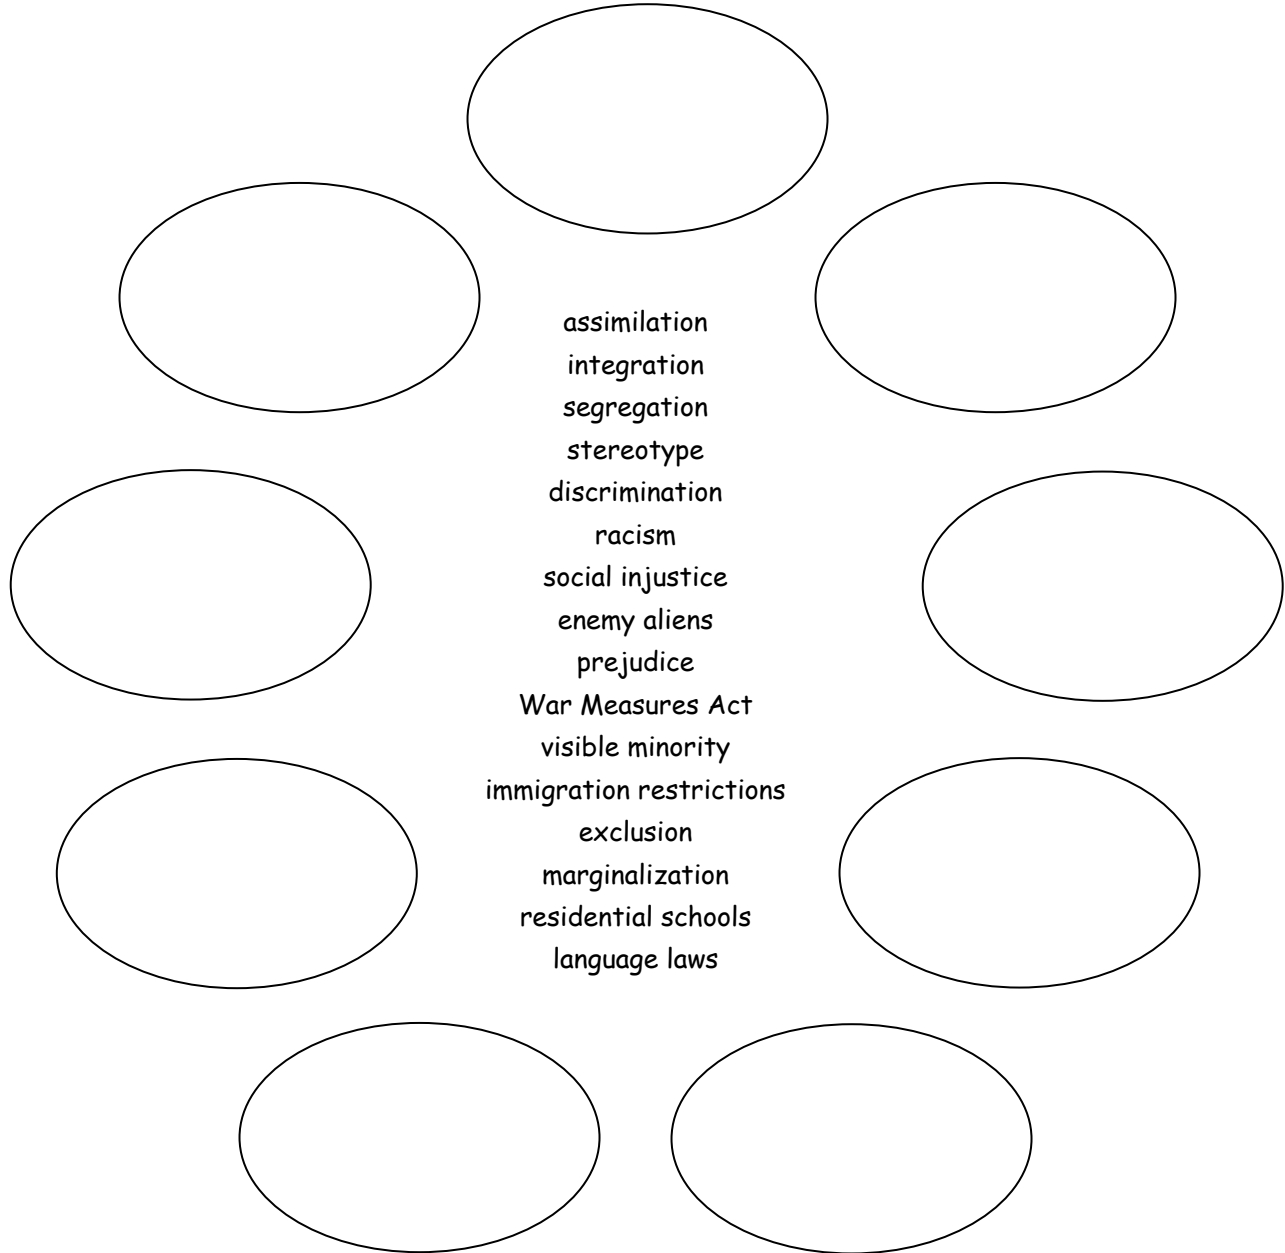 assimilation
integration
segregation
stereotype
discrimination
racism
social injustice
enemy aliens
prejudice
War Measures Act
visible minority
immigration restrictions
exclusion
marginalization
residential schools
language laws